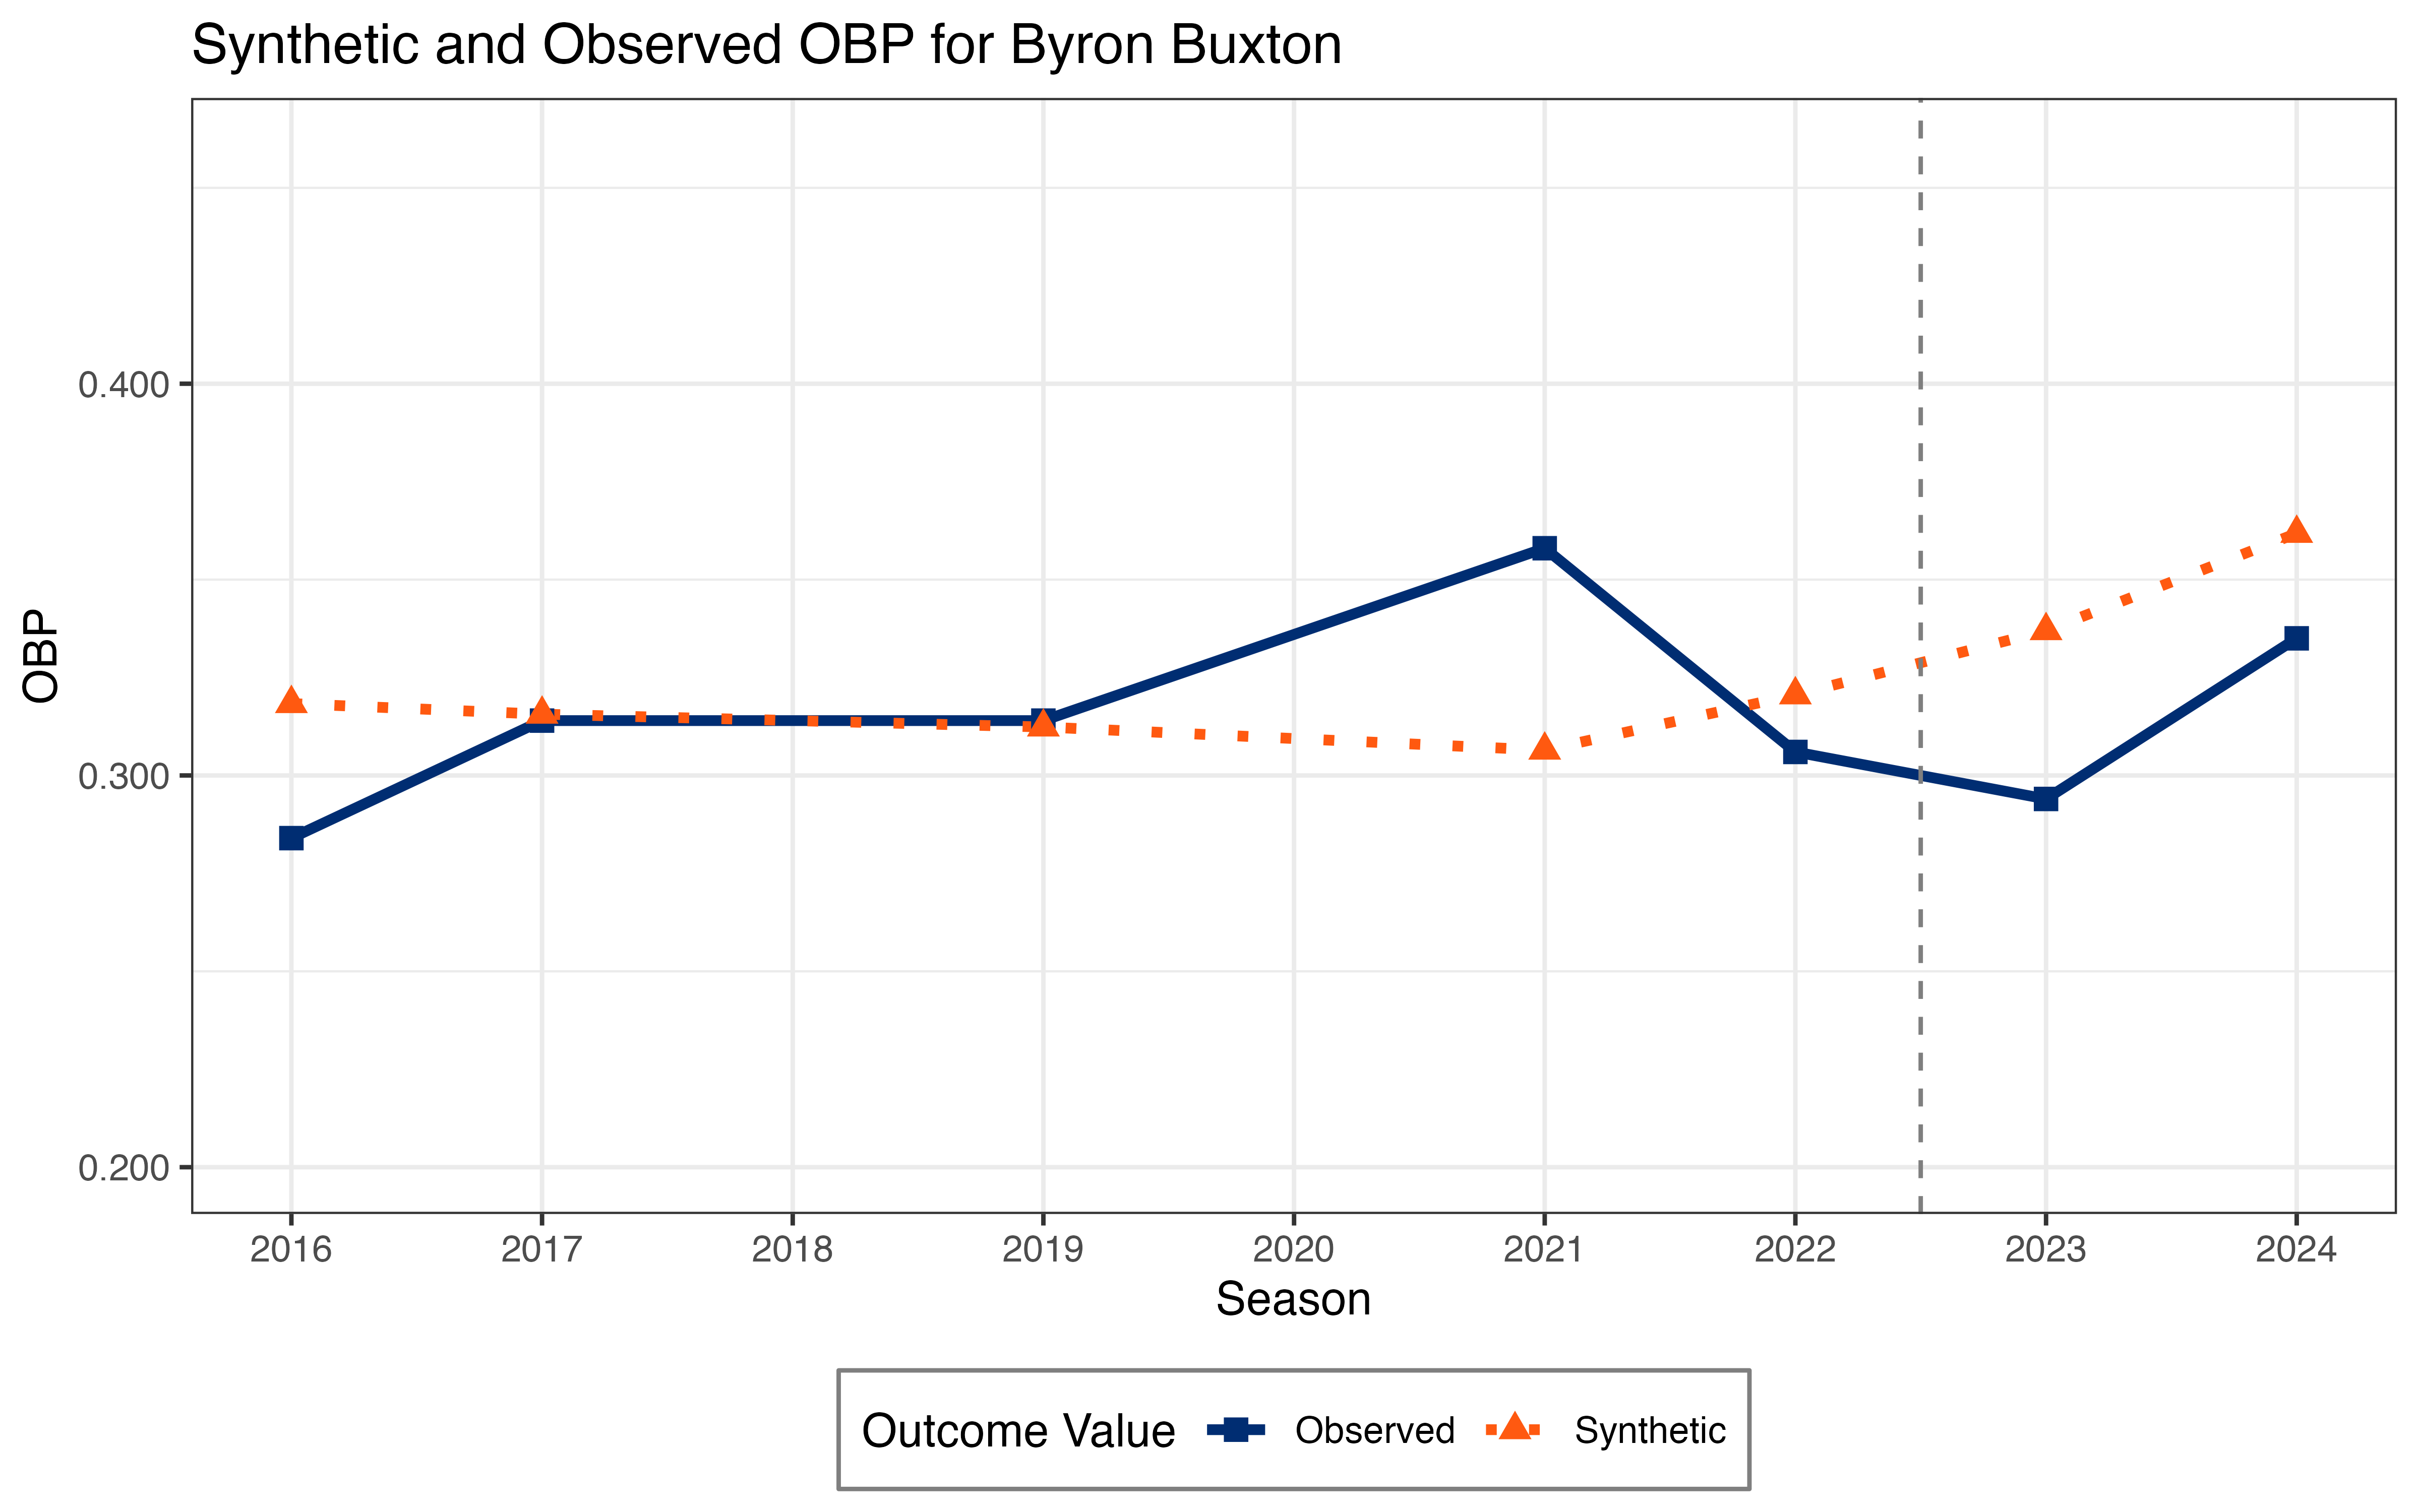 Synthetic and Observed OBP for Byron Buxton
OBP
0.400
0.300
0.200
2016 2017 2018 2019 2020 2021 2022 2023 2024
Season
Outcome Value Observed Synthetic